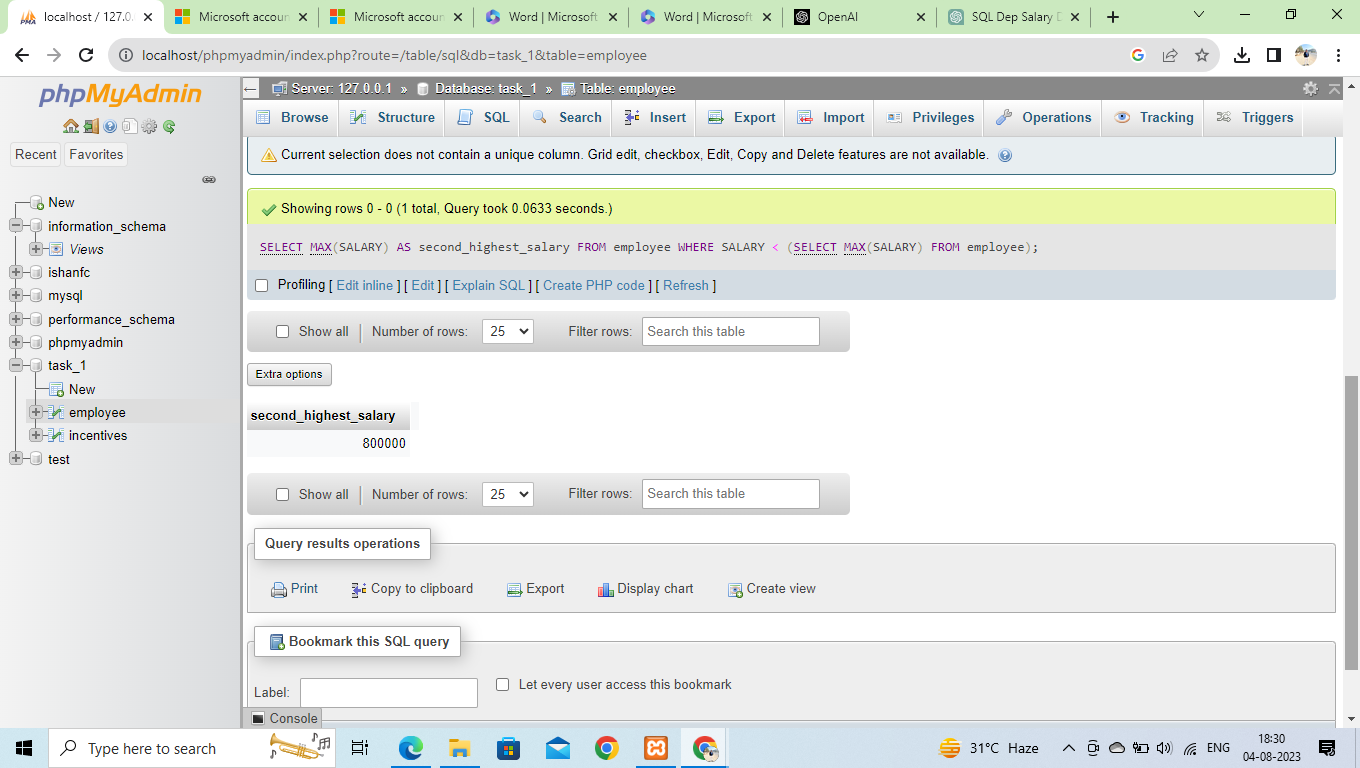 localhost / 127.0.
Microsoft accoun
Microsoft accoun
Word | Microsoft
Word | Microsoft
OpenAI
SQL Dep Salary D
localhost/phpmyadmin/index.php?route=/table/sql&db=task_1&table=employee
phpMyAdmin
Recent Favorites
New
information_schema
Views
ishanfc
mysql
performance_schema
phpmyadmin
task_1
New
employee
incentives
test
Server: 127.0.0.1 » Database: task_1 » Table: employee
Browse Structure SQL Search Insert Export Import Privileges Operations Tracking Triggers
Current selection does not contain a unique column. Grid edit, checkbox, Edit, Copy and Delete features are not available.
Showing rows 0 - 0 (1 total, Query took 0.0633 seconds.)
SELECT MAX(SALARY) AS second_highest_salary FROM employee WHERE SALARY < (SELECT MAX(SALARY) FROM employee);
Profiling [ Edit inline ] [ Edit ] [ Explain SQL ] [ Create PHP code ] [ Refresh ]
Show all | Number of rows: 25 Filter rows: Search this table
Extra options
second_highest_salary
800000
Show all | Number of rows: 25 Filter rows: Search this table
Query results operations
Print Copy to clipboard Export Display chart Create view
Bookmark this SQL query
Label: Let every user access this bookmark
Console
Type here to search
31°C Haze
ENG
18:30
04-08-2023